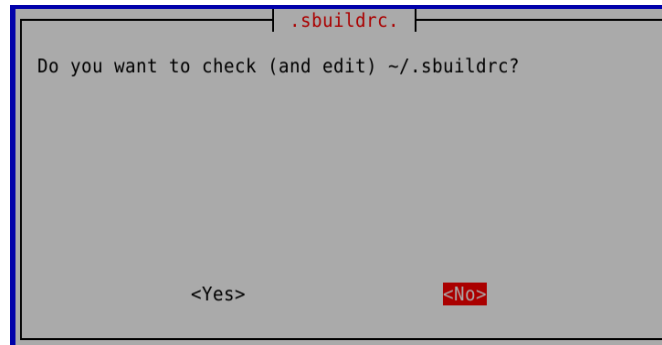 .sbuildrc.
Do you want to check (and edit) ~/.sbuildrc?
<Yes> <No>